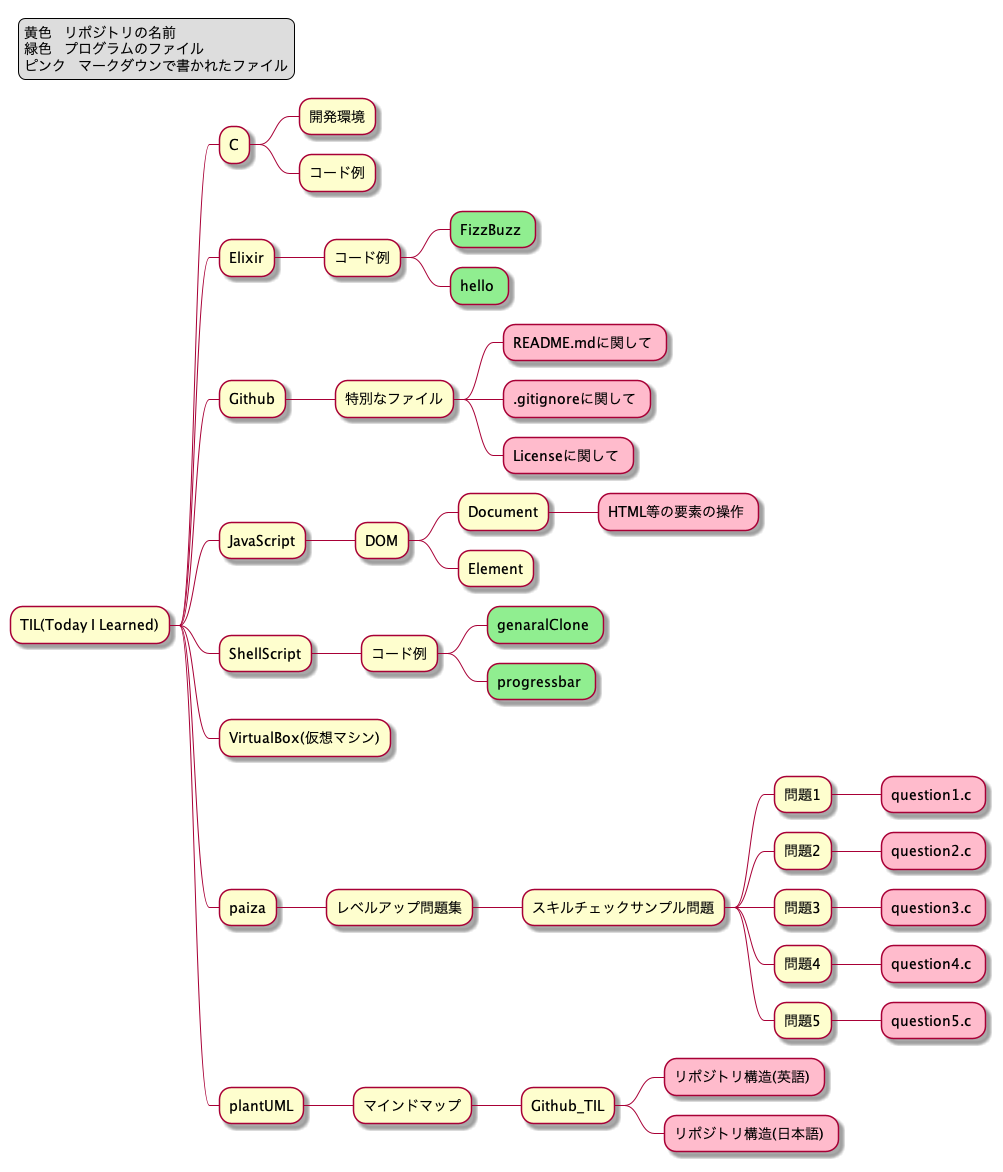 黄色　リポジトリの名前
緑色　プログラムのファイル
ピンク　マークダウンで書かれたファイル
TIL(Today I Learned)
C
開発環境
コード例
Elixir
コード例
FizzBuzz
hello
Github
特別なファイル
README.mdに関して
.gitignoreに関して
Licenseに関して
JavaScript
DOM
Document
HTML等の要素の操作
Element
ShellScript
コード例
genaralClone
progressbar
VirtualBox(仮想マシン)
paiza
レベルアップ問題集
スキルチェックサンプル問題
問題1
question1.c
問題2
question2.c
問題3
question3.c
問題4
question4.c
問題5
question5.c
plantUML
マインドマップ
Github_TIL
リポジトリ構造(英語)
リポジトリ構造(日本語)